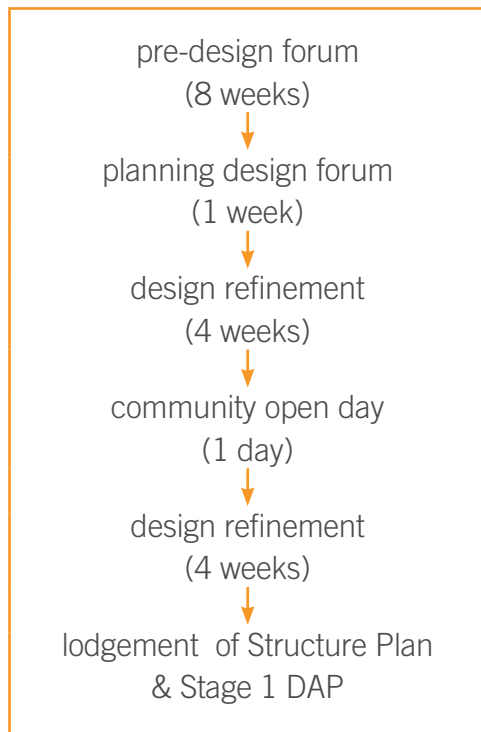 pre-design forum
(8 weeks)
planning design forum
(1 week)
design refinement
(4 weeks)
community open day
(1 day)
design refinement
(4 weeks)
lodgement of Structure Plan
& Stage 1 DAP